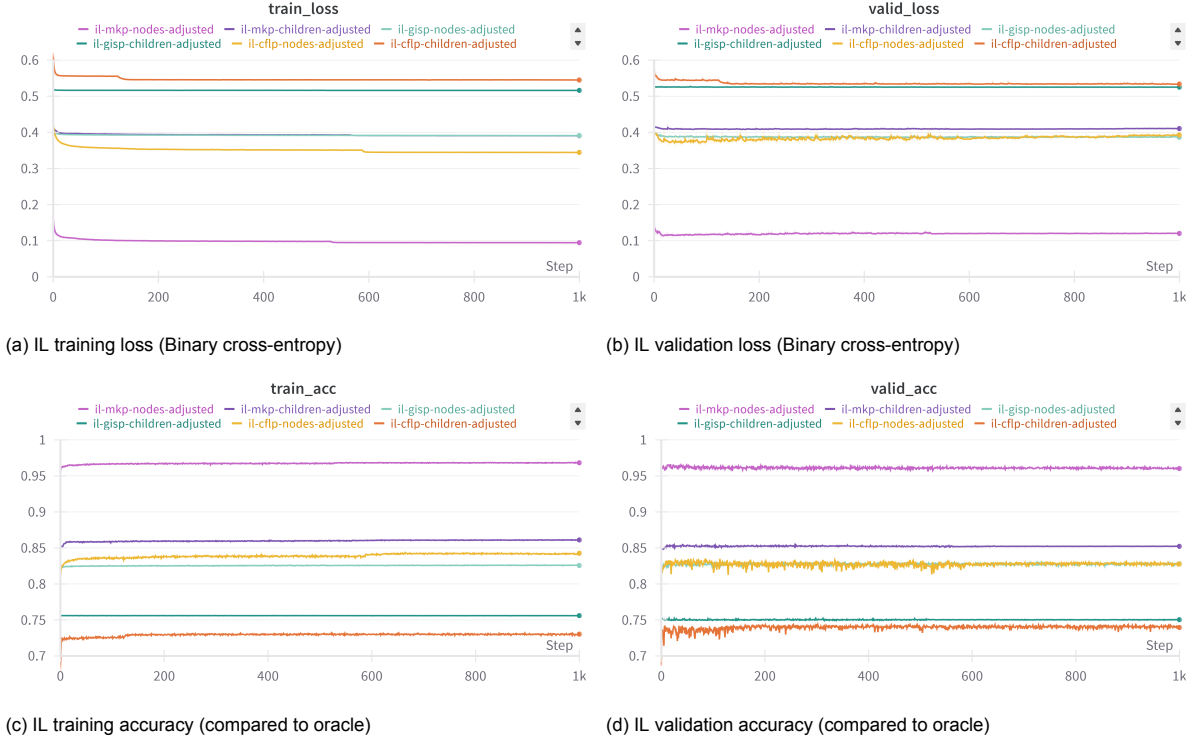 train_loss
il-mkp-nodes-adjusted il-mkp-children-adjusted il-gisp-nodes-adjusted
il-gisp-children-adjusted il-cflp-nodes-adjusted il-cflp-children-adjusted
0.6
0.5
0.4
0.3
0.2
0.1
0
Step
0 200 400 600 800 1k
(a) IL training loss (Binary cross-entropy)
valid_loss
il-mkp-nodes-adjusted il-mkp-children-adjusted il-gisp-nodes-adjusted
il-gisp-children-adjusted il-cflp-nodes-adjusted il-cflp-children-adjusted
0.6
0.5
0.4
0.3
0.2
0.1
0
Step
0 200 400 600 800 1k
(b) IL validation loss (Binary cross-entropy)
train_acc
il-mkp-nodes-adjusted il-mkp-children-adjusted il-gisp-nodes-adjusted
il-gisp-children-adjusted il-cflp-nodes-adjusted il-cflp-children-adjusted
1
0.95
0.9
0.85
0.8
0.75
0.7
Step
0 200 400 600 800 1k
(c) IL training accuracy (compared to oracle)
valid_acc
il-mkp-nodes-adjusted il-mkp-children-adjusted il-gisp-nodes-adjusted
il-gisp-children-adjusted il-cflp-nodes-adjusted il-cflp-children-adjusted
1
0.95
0.9
0.85
0.8
0.75
0.7
Step
0 200 400 600 800 1k
(d) IL validation accuracy (compared to oracle)